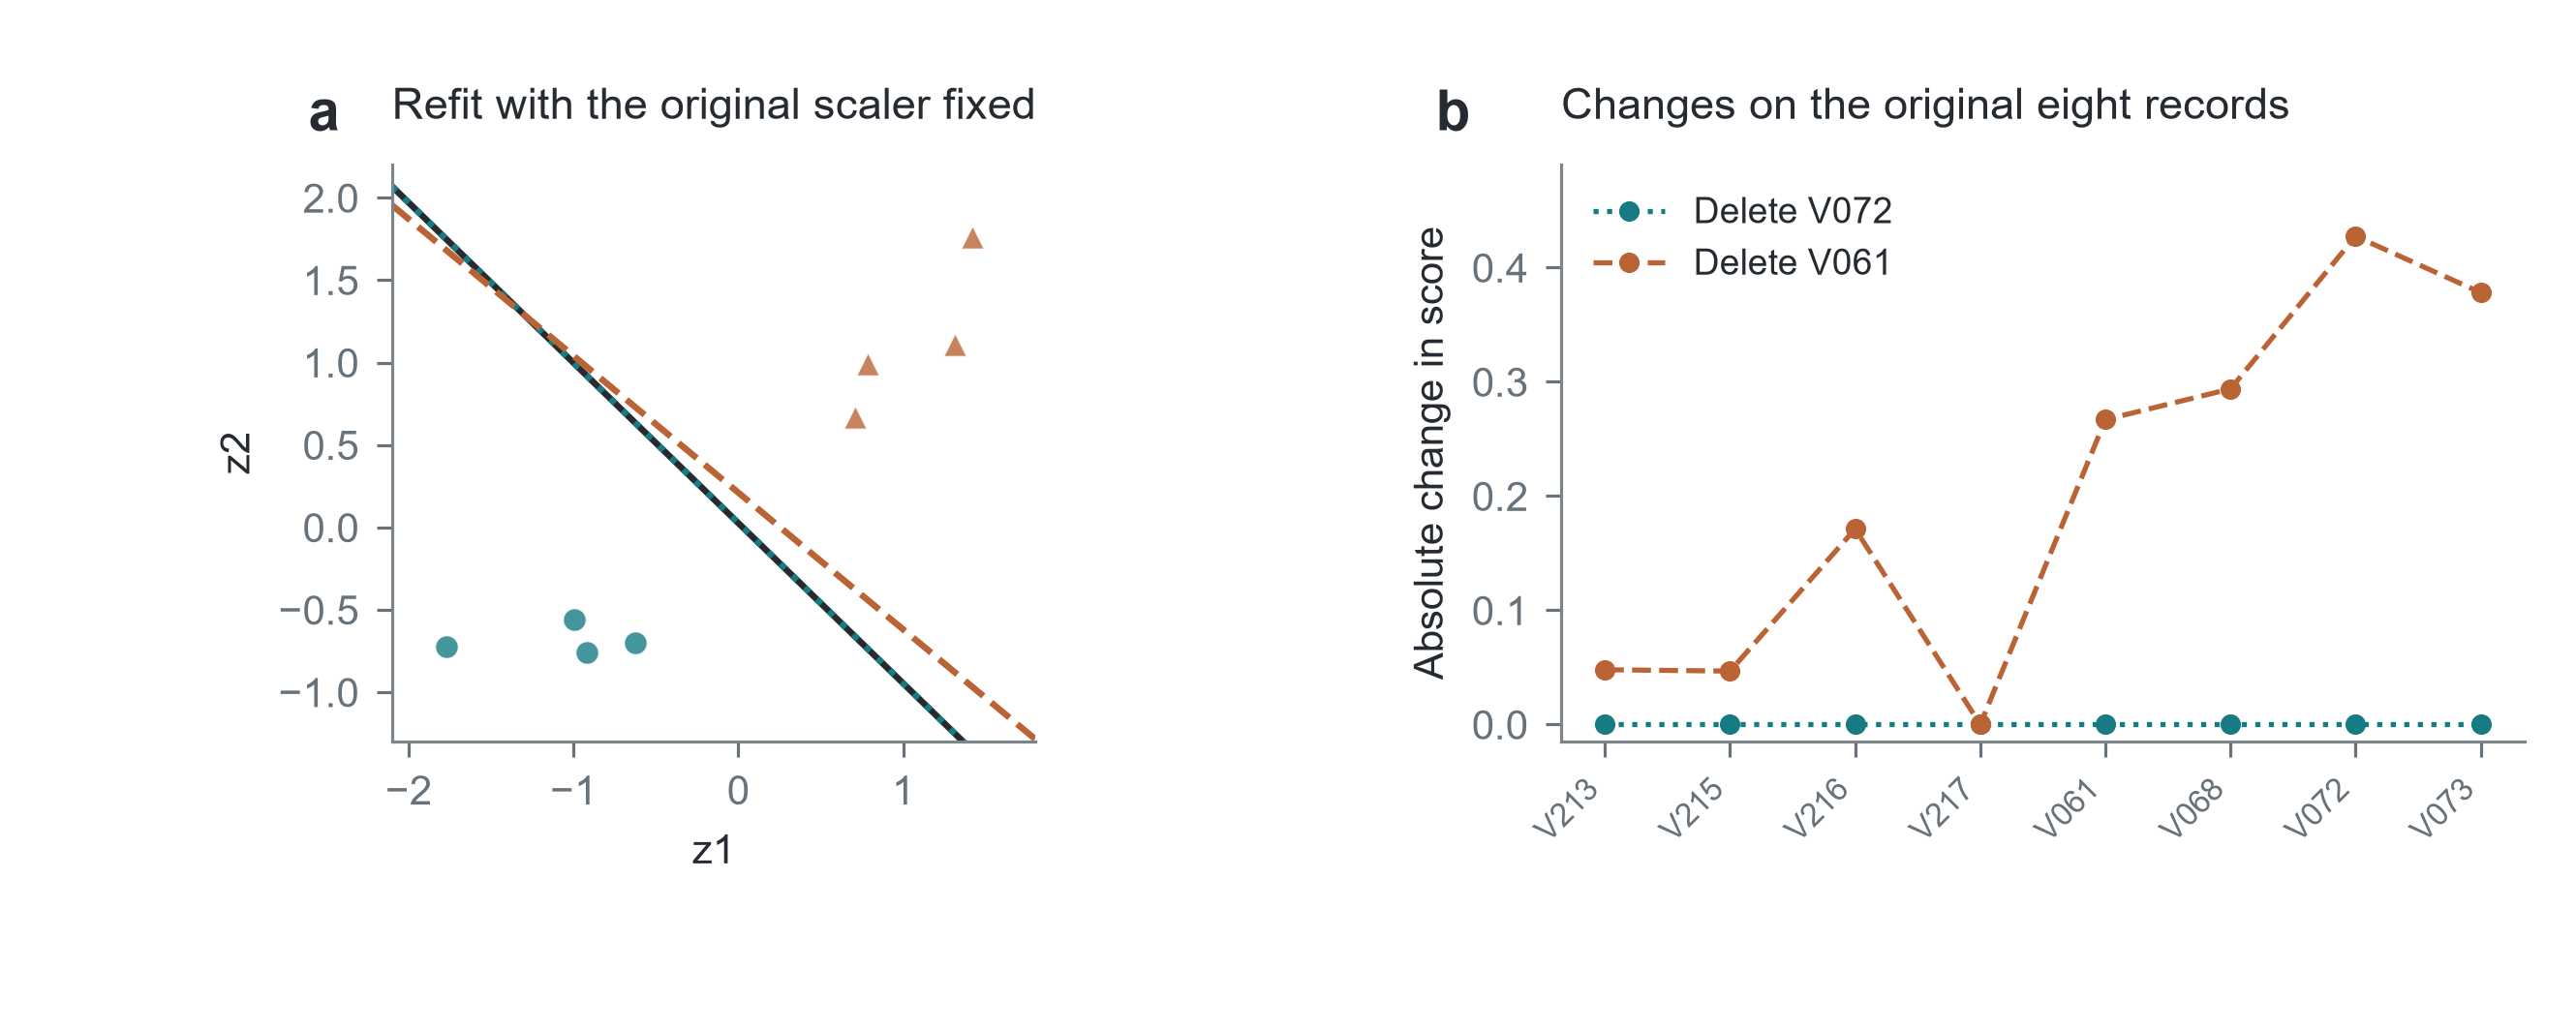 a Refit with the original scaler fixed
2.0
1.5
1.0
0.5
0.0
−0.5
−1.0
z2
−2 −1 0 1
z1
b Changes on the original eight records
Delete V072
Delete V061
Absolute change in score
0.4
0.3
0.2
0.1
0.0
V213 V215 V216 V217 V061 V068 V072 V073